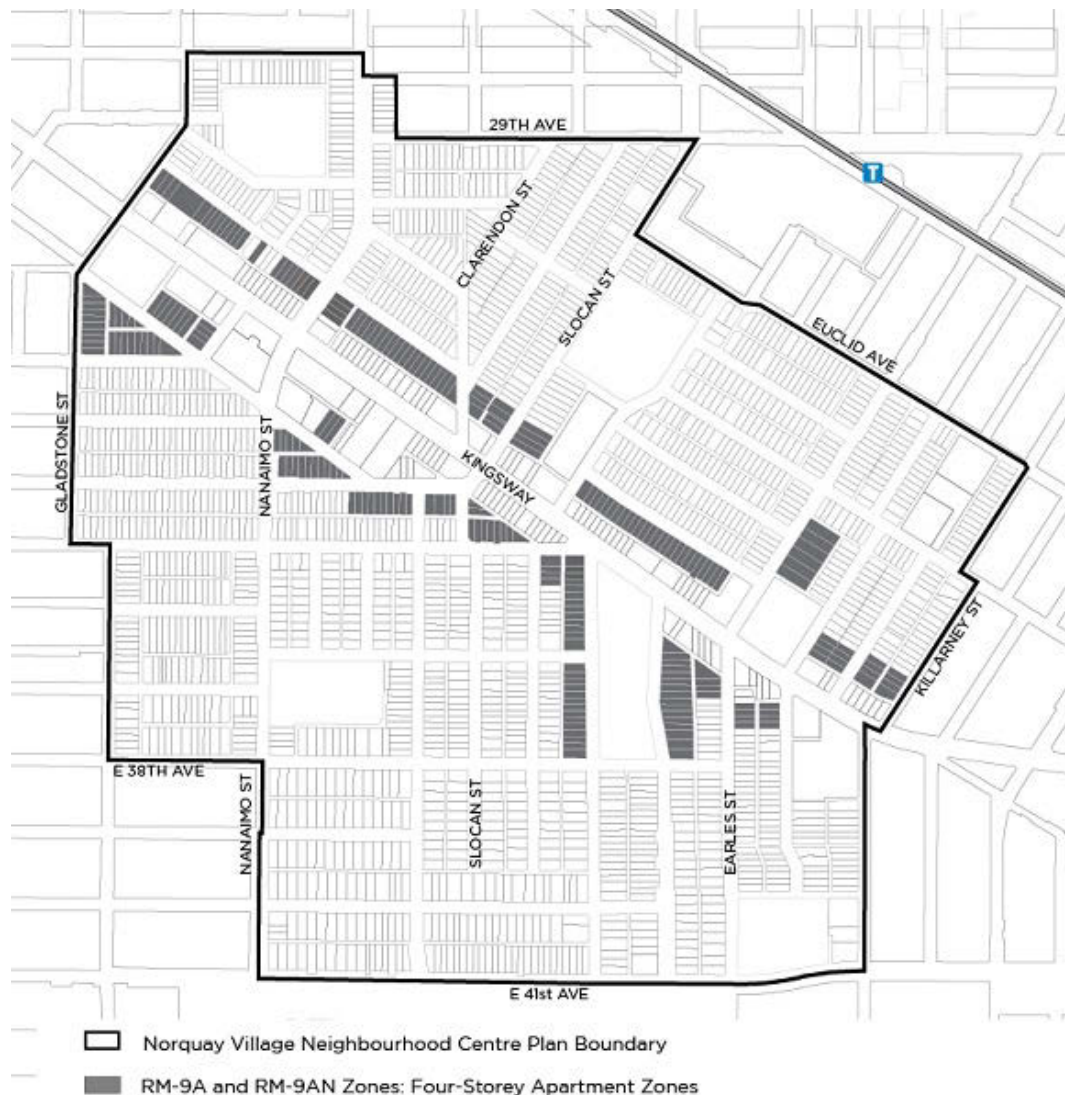 29TH AVE
T
CLARENDON ST
SLOCAN ST
EUCLID AVE
GLADSTONE ST
NANAIMO ST
KINGSWAY
KILLARNEY ST
E 38TH AVE
NANAIMO ST
SLOCAN ST
EARLES ST
E 41st AVE
Norquay Village Neighbourhood Centre Plan Boundary
RM-9A and RM-9AN Zones: Four-Storey Apartment Zones